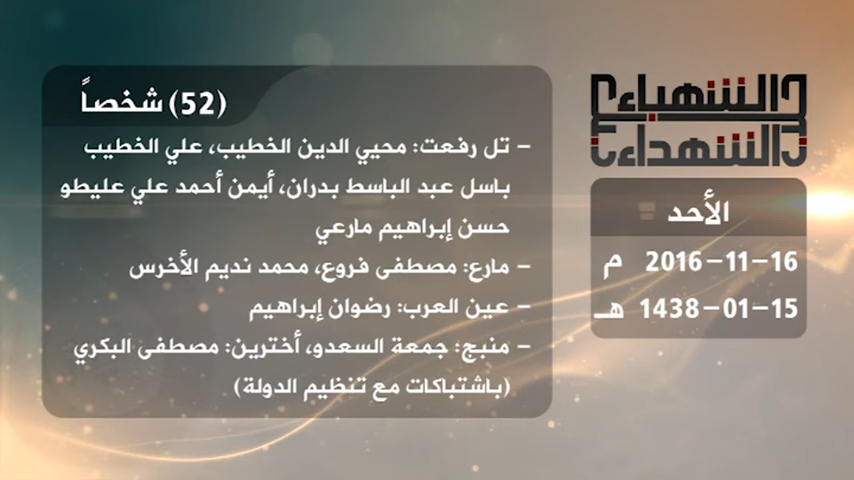 الشهباء
الشهداء
الأحد
16-11-2016 م
15-01-1438 هـ
(52) شخصاً
- تل رفعت: محيي الدين الخطيب، علي الخطيب
باسل عبد الباسط بدران، أيمن أحمد علي عليطو
حسن إبراهيم مارعي
- مارع: مصطفى فروع، محمد نديم الأخرس
- عين العرب: رضوان إبراهيم
- منبج: جمعة السعدو، أخترين: مصطفى البكري
(باشتباكات مع تنظيم الدولة)